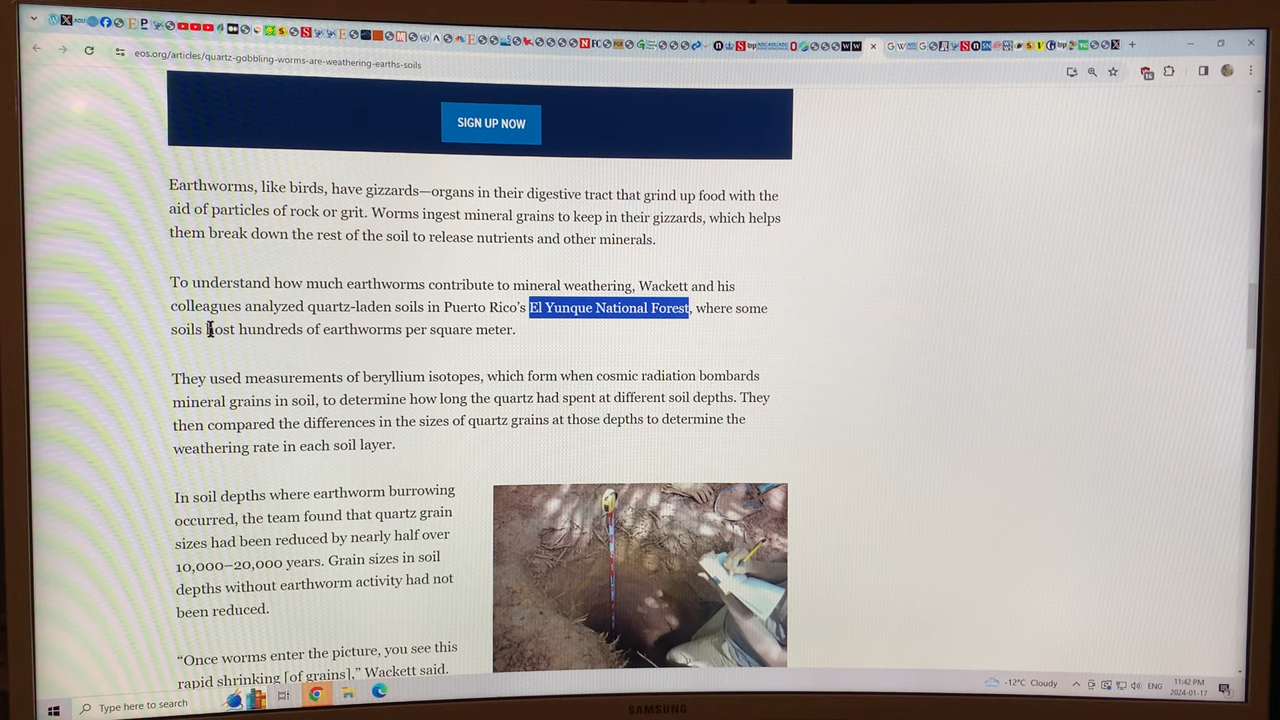 eos.org/articles/quartz-gobbling-worms-are-weathering-earths-soils
SIGN UP NOW
Earthworms, like birds, have gizzards—organs in their digestive tract that grind up food with the
aid of particles of rock or grit. Worms ingest mineral grains to keep in their gizzards, which helps
them break down the rest of the soil to release nutrients and other minerals.
To understand how much earthworms contribute to mineral weathering, Wackett and his
colleagues analyzed quartz-laden soils in Puerto Rico’s El Yunque National Forest, where some
soils host hundreds of earthworms per square meter.
They used measurements of beryllium isotopes, which form when cosmic radiation bombards
mineral grains in soil, to determine how long the quartz had spent at different soil depths. They
then compared the differences in the sizes of quartz grains at those depths to determine the
weathering rate in each soil layer.
In soil depths where earthworm burrowing
occurred, the team found that quartz grain
sizes had been reduced by nearly half over
10,000–20,000 years. Grain sizes in soil
depths without earthworm activity had not
been reduced.
“Once worms enter the picture, you see this
rapid shrinking [of grains],” Wackett said.
Type here to search
-12°C Cloudy
ENG
11:42 PM
2024-01-17
SAMSUNG